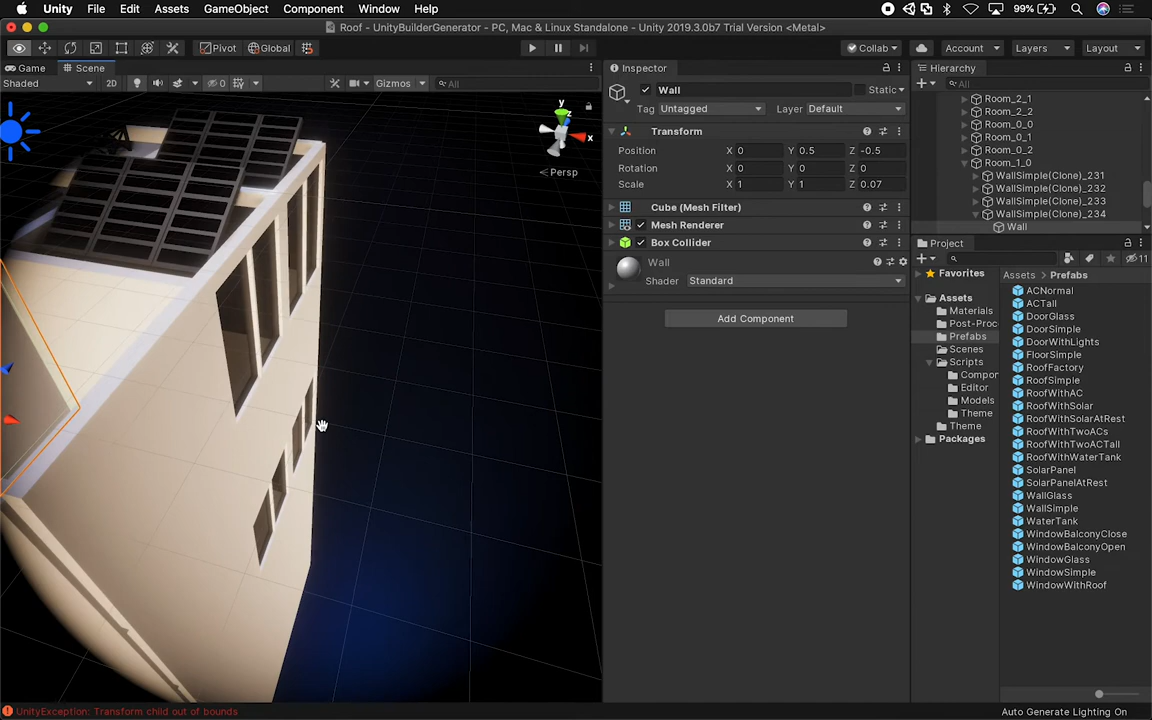 Unity File Edit Assets GameObject Component Window Help 99%
Roof - UnityBuilderGenerator - PC, Mac & Linux Standalone - Unity 2019.3.0b7 Trial Version <Metal>
Pivot Global Collab Account Layers Layout
Game Scene Inspector Hierarchy
Shaded 2D 0 Gizmos All
Wall Static
Tag Untagged Layer Default
Transform
Position X 0 Y 0.5 Z -0.5
Rotation X 0 Y 0 Z 0
Scale X 1 Y 1 Z 0.07
Cube (Mesh Filter)
Mesh Renderer
Box Collider
Wall
Shader Standard
Add Component
y
z
x
Persp
All
Room_2_1
Room_2_2
Room_0_0
Room_0_1
Room_0_2
Room_1_0
WallSimple(Clone)_231
WallSimple(Clone)_232
WallSimple(Clone)_233
WallSimple(Clone)_234
Wall
Project
11
Favorites
Assets
Materials
Post-Proc
Prefabs
Scenes
Scripts
Compor
Editor
Models
Theme
Theme
Packages
Assets Prefabs
ACNormal
ACTall
DoorGlass
DoorSimple
DoorWithLights
FloorSimple
RoofFactory
RoofSimple
RoofWithAC
RoofWithSolar
RoofWithSolarAtRest
RoofWithTwoACs
RoofWithTwoACTall
RoofWithWaterTank
SolarPanel
SolarPanelAtRest
WallGlass
WallSimple
WaterTank
WindowBalconyClose
WindowBalconyOpen
WindowGlass
WindowSimple
WindowWithRoof
UnityException: Transform child out of bounds
Auto Generate Lighting On